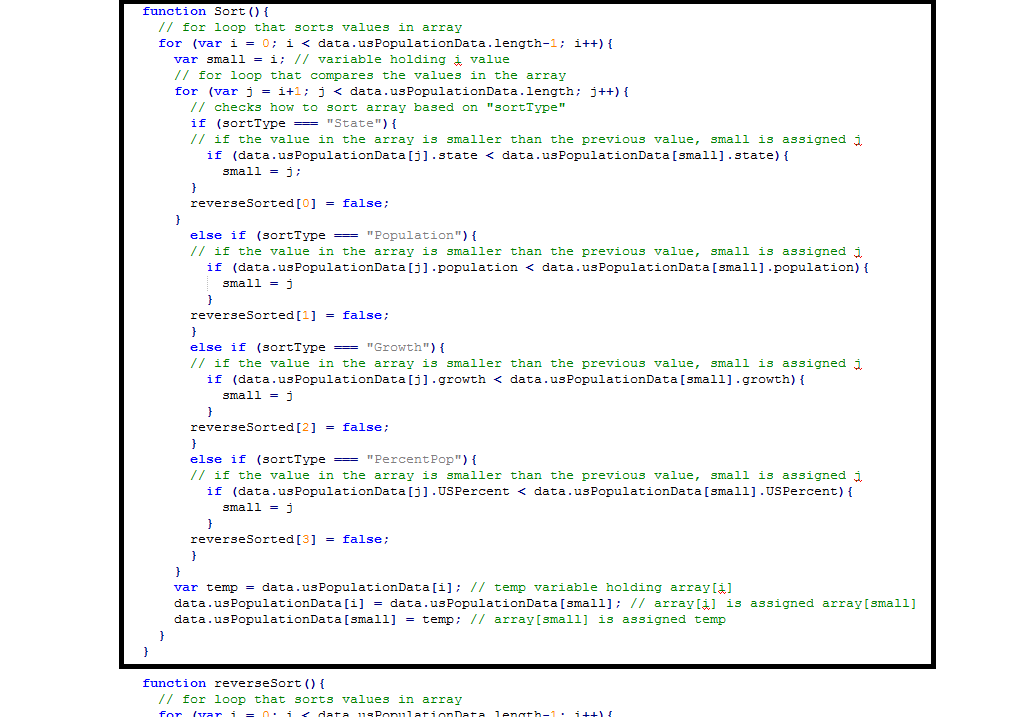 function Sort(){
// for loop that sorts values in array
for (var i = 0; i < data.usPopulationData.length-1; i++){
var small = i; // variable holding i value
// for loop that compares the values in the array
for (var j = i+1; j < data.usPopulationData.length; j++){
// checks how to sort array based on "sortType"
if (sortType === "State"){
// if the value in the array is smaller than the previous value, small is assigned j
if (data.usPopulationData[j].state < data.usPopulationData[small].state){
small = j;
}
reverseSorted[0] = false;
}
else if (sortType === "Population"){
// if the value in the array is smaller than the previous value, small is assigned j
if (data.usPopulationData[j].population < data.usPopulationData[small].population){
small = j
}
reverseSorted[1] = false;
}
else if (sortType === "Growth"){
// if the value in the array is smaller than the previous value, small is assigned j
if (data.usPopulationData[j].growth < data.usPopulationData[small].growth){
small = j
}
reverseSorted[2] = false;
}
else if (sortType === "PercentPop"){
// if the value in the array is smaller than the previous value, small is assigned j
if (data.usPopulationData[j].USPercent < data.usPopulationData[small].USPercent){
small = j
}
reverseSorted[3] = false;
}
}
var temp = data.usPopulationData[i]; // temp variable holding array[i]
data.usPopulationData[i] = data.usPopulationData[small]; // array[i] is assigned array[small]
data.usPopulationData[small] = temp; // array[small] is assigned temp
}
}
function reverseSort(){
// for loop that sorts values in array
for (var i = 0; i < data.usPopulationData.length-1; i++){